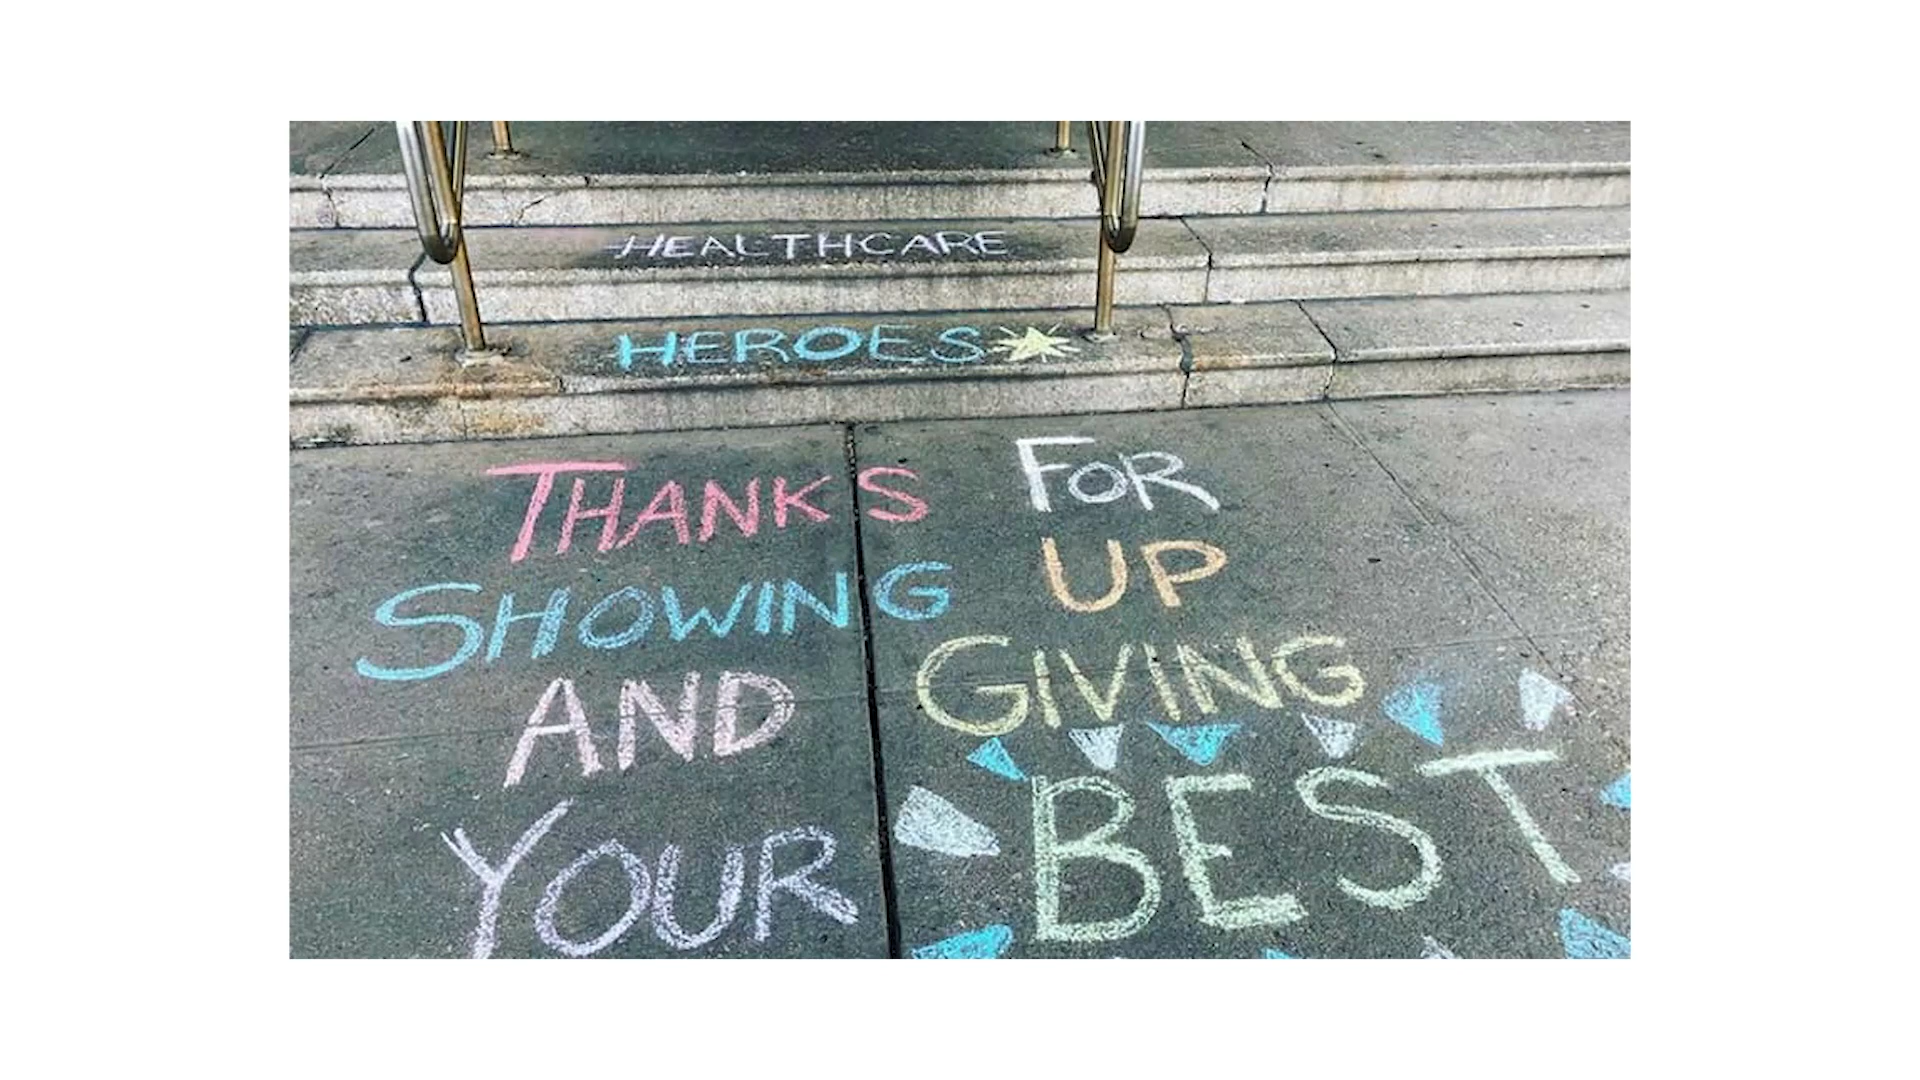 HEALTHCARE
HEROES
THANKS FOR
SHOWING UP
AND GIVING
YOUR BEST